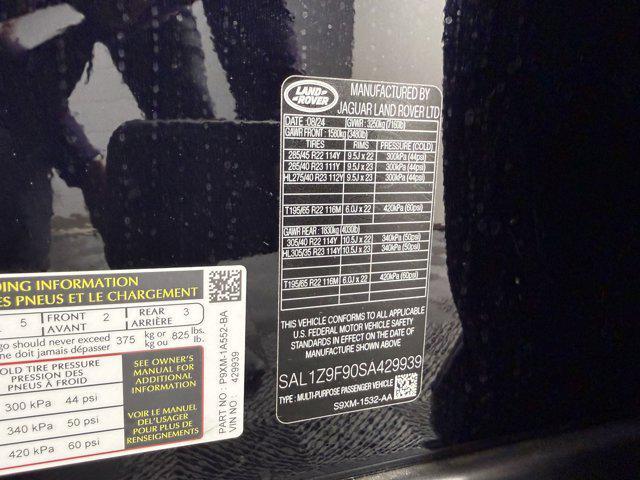 LAND ROVER
MANUFACTURED BY
JAGUAR LAND ROVER LTD
DATE :08/24 GVWR : 3250kg (7160lb)
GAWR FRONT : 1580kg (3480lb)
TIRES RIMS PRESSURE (COLD)
285/45 R22 114Y 9.5J x 22 300kPa (44psi)
265/40 R23 111Y 9.5J x 23 300kPa (44psi)
HL275/40 R23 112Y 9.5J x 23
T195/65 R22 116M 6.0J x 22 420kPa (60psi)
GAWR REAR : 1830kg (4030lb)
305/40 R22 114Y 10.5J x 22 340kPa (50psi)
HL305/35 R23 114Y 10.5J x 23 340kPa (50psi)
T195/65 R22 116M 6.0J x 22 420kPa (60psi)
THIS VEHICLE CONFORMS TO ALL APPLICABLE
U.S. FEDERAL MOTOR VEHICLE SAFETY
STANDARDS IN EFFECT ON THE DATE OF
MANUFACTURE SHOWN ABOVE.
SAL1Z9F90SA429939
TYPE : MULTI-PURPOSE PASSENGER VEHICLE
S9XM-1532-AA
DING INFORMATION
ES PNEUS ET LE CHARGEMENT
5 FRONT AVANT 2 REAR ARRIÈRE 3
go should never exceed 375 kg or 825 lbs.
ne doit jamais dépasser kg ou lb.
OLD TIRE PRESSURE
PRESSION DES
PNEUS À FROID
300 kPa 44 psi
340 kPa 50 psi
420 kPa 60 psi
SEE OWNER'S
MANUAL FOR
ADDITIONAL
INFORMATION
VOIR LE MANUEL
DE L'USAGER
POUR PLUS DE
RENSEIGNEMENTS
PART NO: P9XM-1A552-BA
VIN NO: 429939